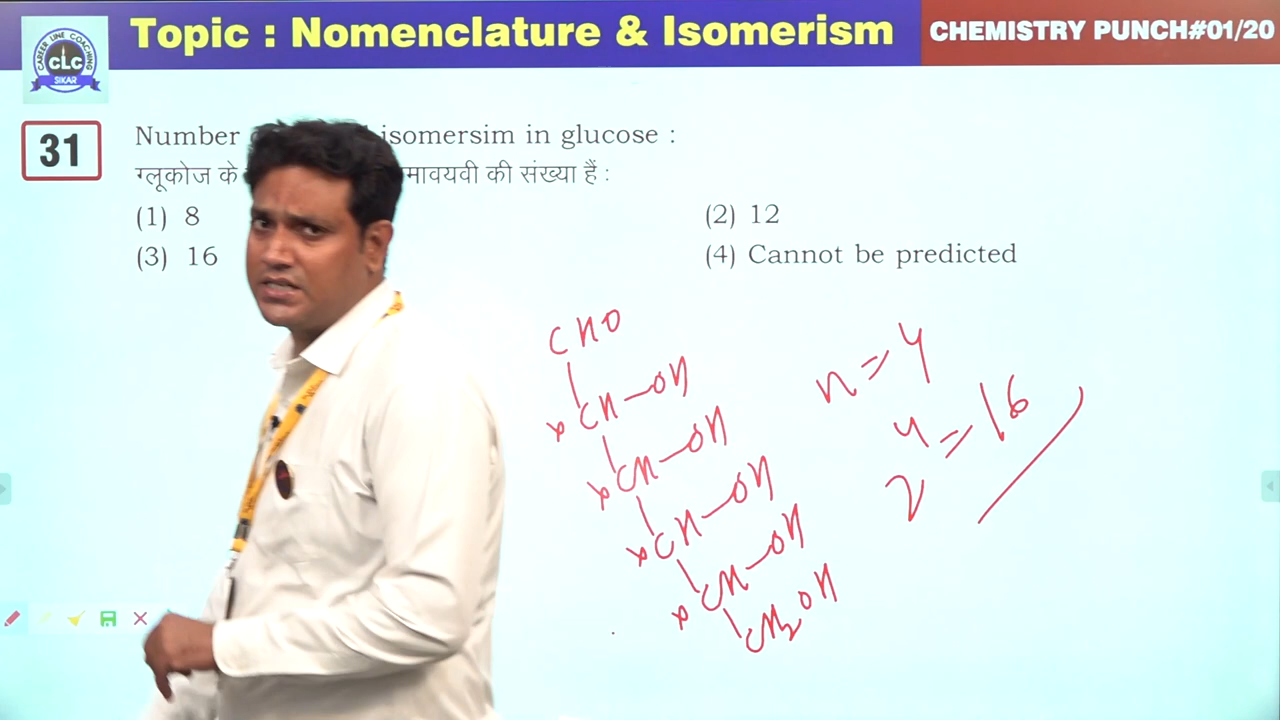 Topic : Nomenclature & Isomerism
CHEMISTRY PUNCH#01/20
CAREER LINE COACHING
CLC
SIKAR
31
Number isomersim in glucose :
ग्लूकोज के मावयवी की संख्या हैं :
(1) 8
(2) 12
(3) 16
(4) Cannot be predicted
CHO
x CH-OH
x CH-OH
x CH-OH
x CH-OH
CH₂OH
n = 4
2⁴ = 16